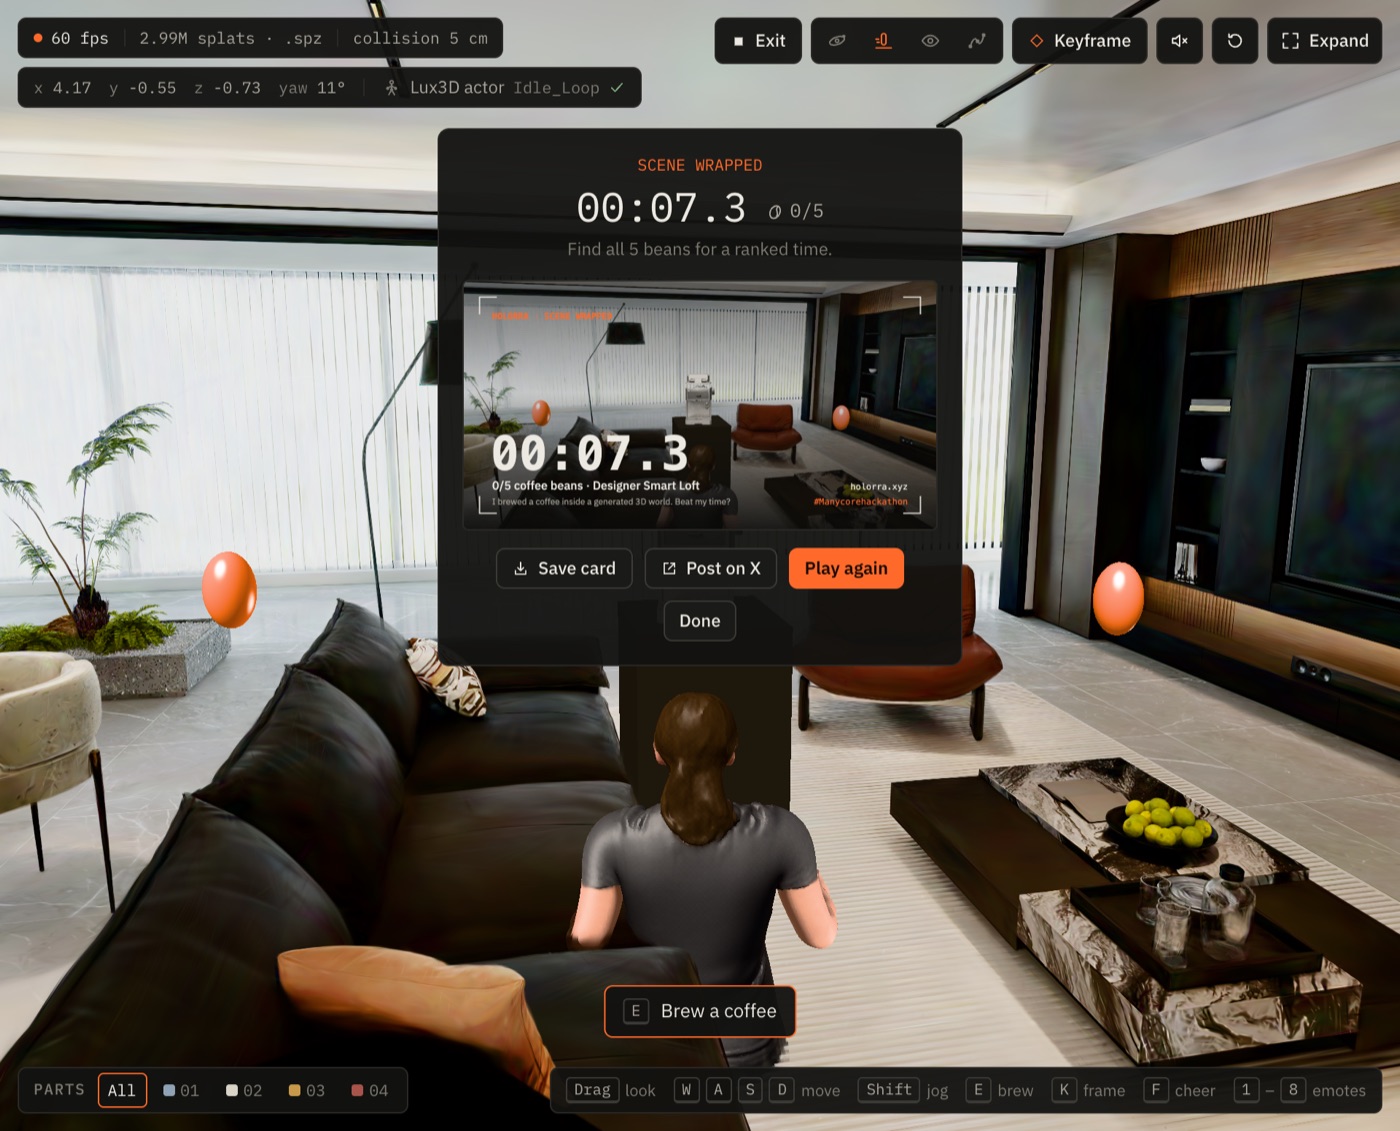 60 fps 2.99M splats · .spz collision 5 cm
Exit Keyframe Expand
x 4.17 y -0.55 z -0.73 yaw 11° Lux3D actor Idle_Loop
SCENE WRAPPED
00:07.3 0/5
Find all 5 beans for a ranked time.
HOLORRA · SCENE WRAPPED
00:07.3
0/5 coffee beans · Designer Smart Loft
I brewed a coffee inside a generated 3D world. Beat my time?
holorra.xyz
#Manycorehackathon
Save card Post on X Play again
Done
E Brew a coffee
PARTS All 01 02 03 04
Drag look W A S D move Shift jog E brew K frame F cheer 1 – 8 emotes